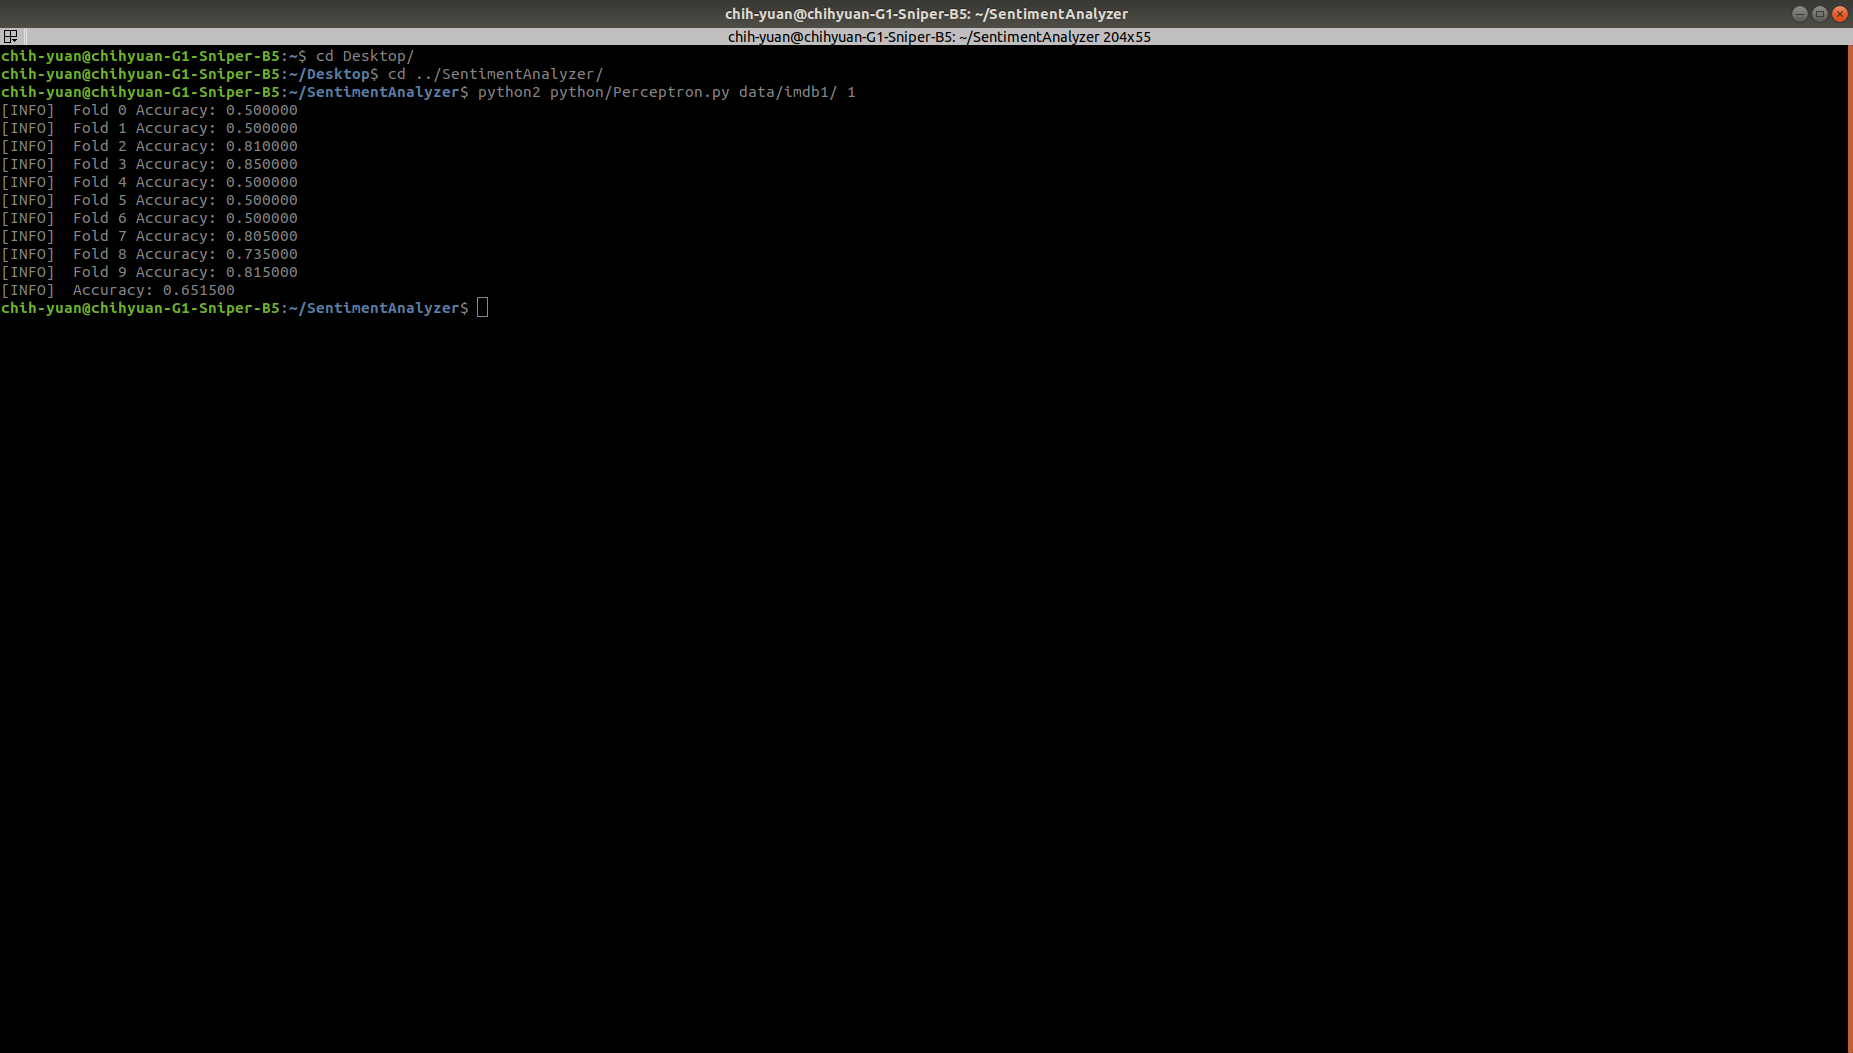 chih-yuan@chihyuan-G1-Sniper-B5: ~/SentimentAnalyzer
chih-yuan@chihyuan-G1-Sniper-B5: ~/SentimentAnalyzer 204x55
chih-yuan@chihyuan-G1-Sniper-B5:~$ cd Desktop/
chih-yuan@chihyuan-G1-Sniper-B5:~/Desktop$ cd ../SentimentAnalyzer/
chih-yuan@chihyuan-G1-Sniper-B5:~/SentimentAnalyzer$ python2 python/Perceptron.py data/imdb1/ 1
[INFO]  Fold 0 Accuracy: 0.500000
[INFO]  Fold 1 Accuracy: 0.500000
[INFO]  Fold 2 Accuracy: 0.810000
[INFO]  Fold 3 Accuracy: 0.850000
[INFO]  Fold 4 Accuracy: 0.500000
[INFO]  Fold 5 Accuracy: 0.500000
[INFO]  Fold 6 Accuracy: 0.500000
[INFO]  Fold 7 Accuracy: 0.805000
[INFO]  Fold 8 Accuracy: 0.735000
[INFO]  Fold 9 Accuracy: 0.815000
[INFO]  Accuracy: 0.651500
chih-yuan@chihyuan-G1-Sniper-B5:~/SentimentAnalyzer$